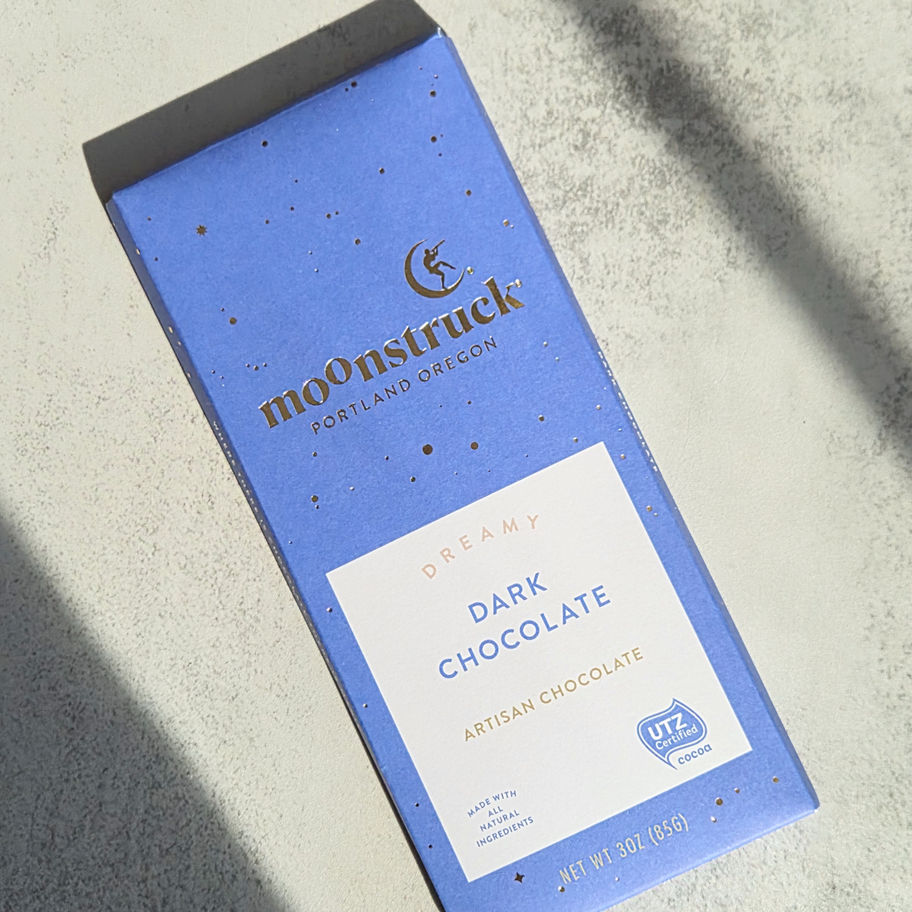 moonstruck
PORTLAND OREGON
DREAMY
DARK
CHOCOLATE
ARTISAN CHOCOLATE
UTZ
Certified
cocoa
MADE WITH
ALL
NATURAL
INGREDIENTS
NET WT 3OZ (85G)